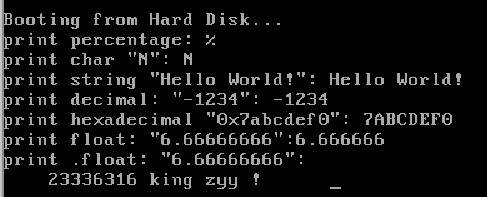 Booting from Hard Disk...
print percentage: %
print char "N": N
print string "Hello World!": Hello World!
print decimal: "-1234": -1234
print hexadecimal "0x7abcdef0": 7ABCDEF0
print float: "6.66666666":6.666666
print .float: "6.66666666":
    23336316 king zyy !       _